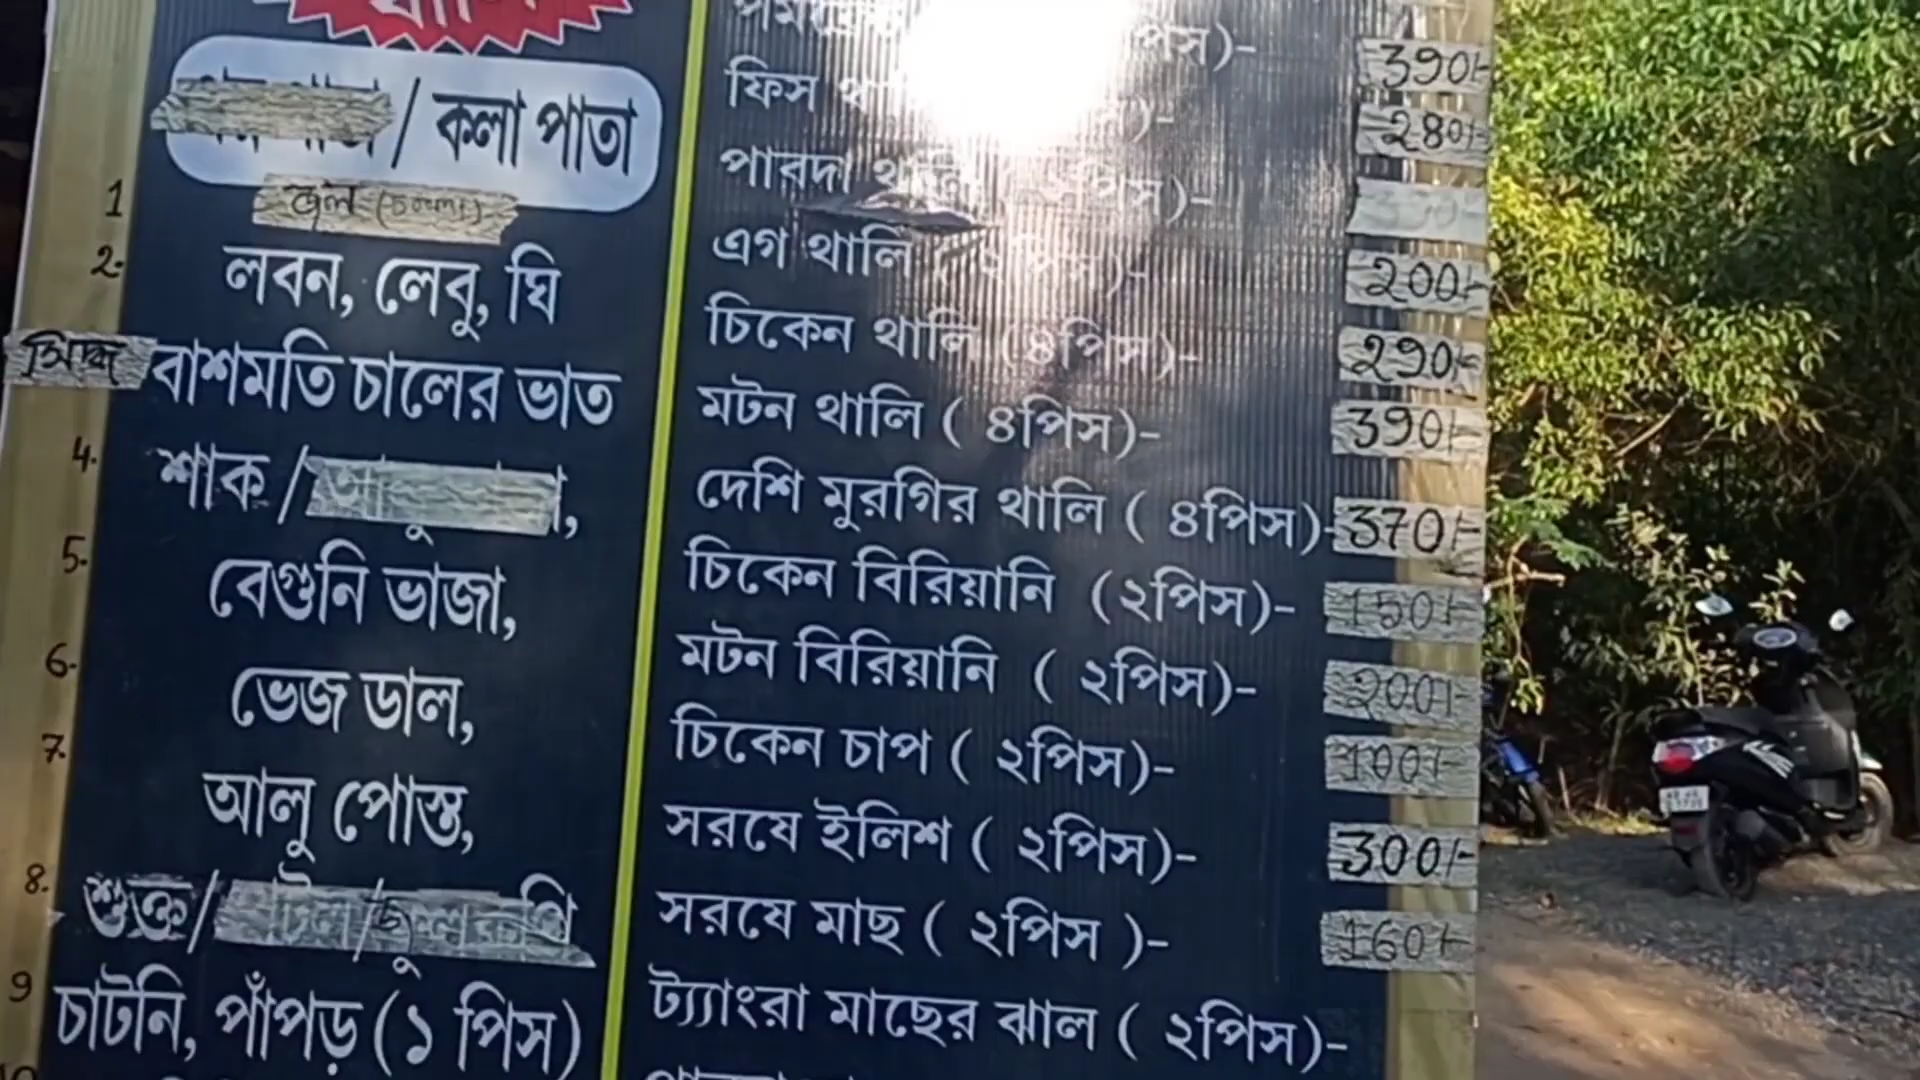 থালি
/ কলা পাতা
1 জল
2. লবন, লেবু, ঘি
বাশমতি চালের ভাত
4. শাক /
5. বেগুনি ভাজা,
6. ভেজ ডাল,
7. আলু পোস্ত,
8. শুক্ত/
9 চাটনি, পাঁপড় (১ পিস)
পিস)- 390/-
ফিস 280/-
পাবদা থালি পিস)-
এগ থালি 200/-
চিকেন থালি (৪পিস)- 290/-
মটন থালি ( ৪পিস)- 390/-
দেশি মুরগির থালি ( ৪পিস)- 370/-
চিকেন বিরিয়ানি (২পিস)- 150/-
মটন বিরিয়ানি ( ২পিস)- 200/-
চিকেন চাপ ( ২পিস)- 100/-
সরষে ইলিশ ( ২পিস)- 300/-
সরষে মাছ ( ২পিস )- 160/-
ট্যাংরা মাছের ঝাল ( ২পিস)-